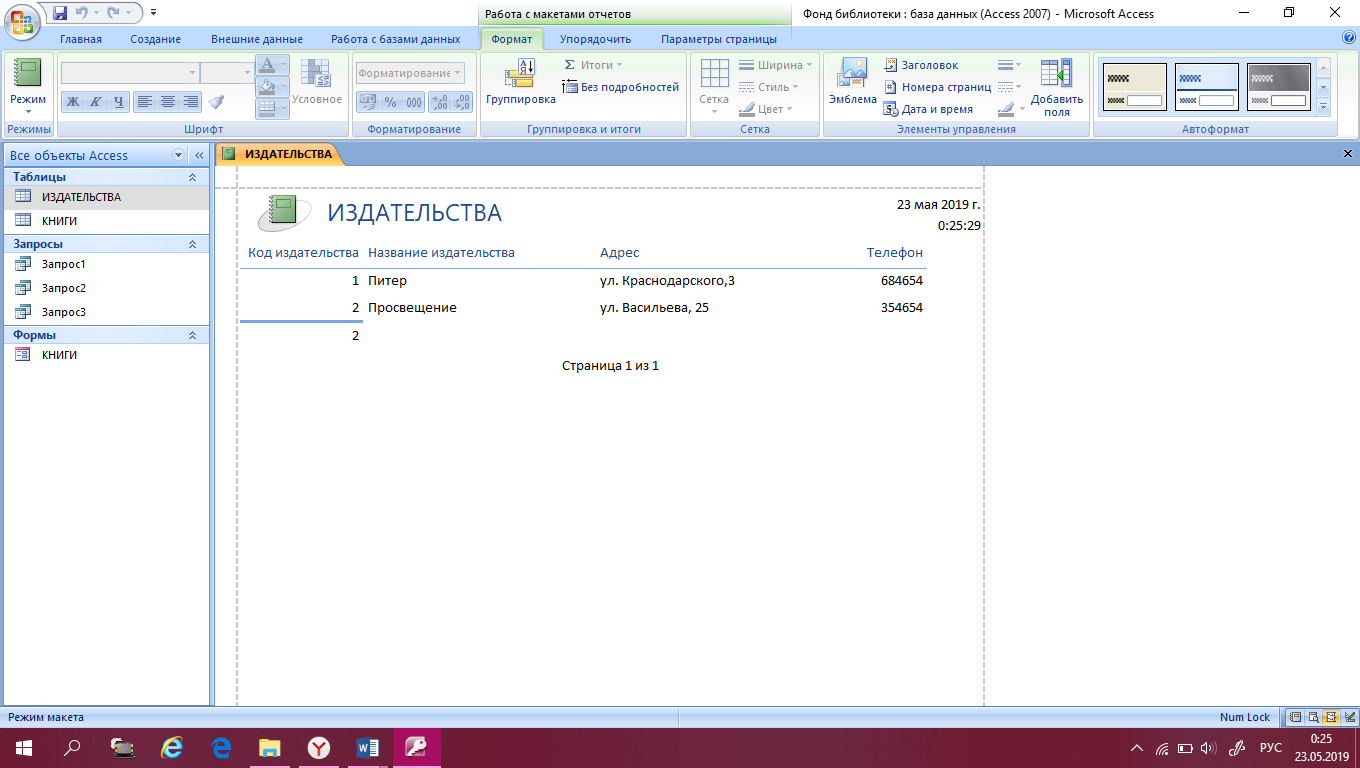 Работа с макетами отчетов
Фонд библиотеки : база данных (Access 2007) - Microsoft Access
Главная Создание Внешние данные Работа с базами данных Формат Упорядочить Параметры страницы
Режим
Режимы
Ж К Ч
Условное
Шрифт
Форматирование
% 000
Форматирование
Группировка
Σ Итоги
Без подробностей
Группировка и итоги
Сетка
Ширина
Стиль
Цвет
Сетка
Эмблема
Заголовок
Номера страниц
Дата и время
Добавить
поля
Элементы управления
Автоформат
Все объекты Access
Таблицы
ИЗДАТЕЛЬСТВА
КНИГИ
Запросы
Запрос1
Запрос2
Запрос3
Формы
КНИГИ
ИЗДАТЕЛЬСТВА
ИЗДАТЕЛЬСТВА
23 мая 2019 г.
0:25:29
Код издательства Название издательства Адрес Телефон
1 Питер ул. Краснодарского,3 684654
2 Просвещение ул. Васильева, 25 354654
2
Страница 1 из 1
Режим макета
Num Lock
РУС
0:25
23.05.2019